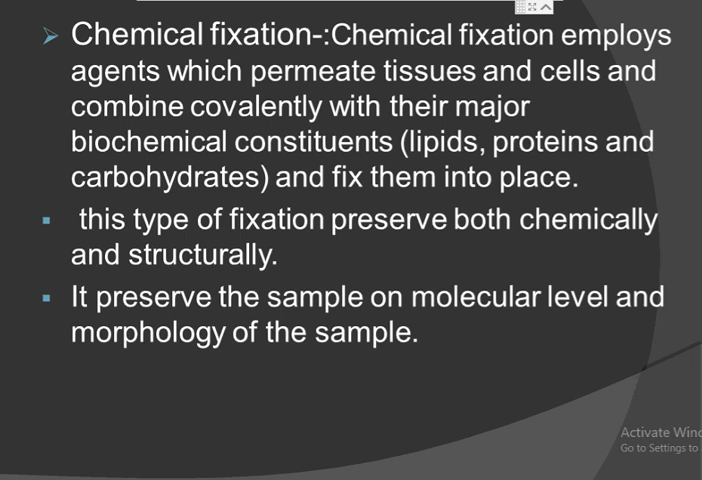 Chemical fixation-:Chemical fixation employs
agents which permeate tissues and cells and
combine covalently with their major
biochemical constituents (lipids, proteins and
carbohydrates) and fix them into place.
this type of fixation preserve both chemically
and structurally.
It preserve the sample on molecular level and
morphology of the sample.
Activate Wind
Go to Settings to